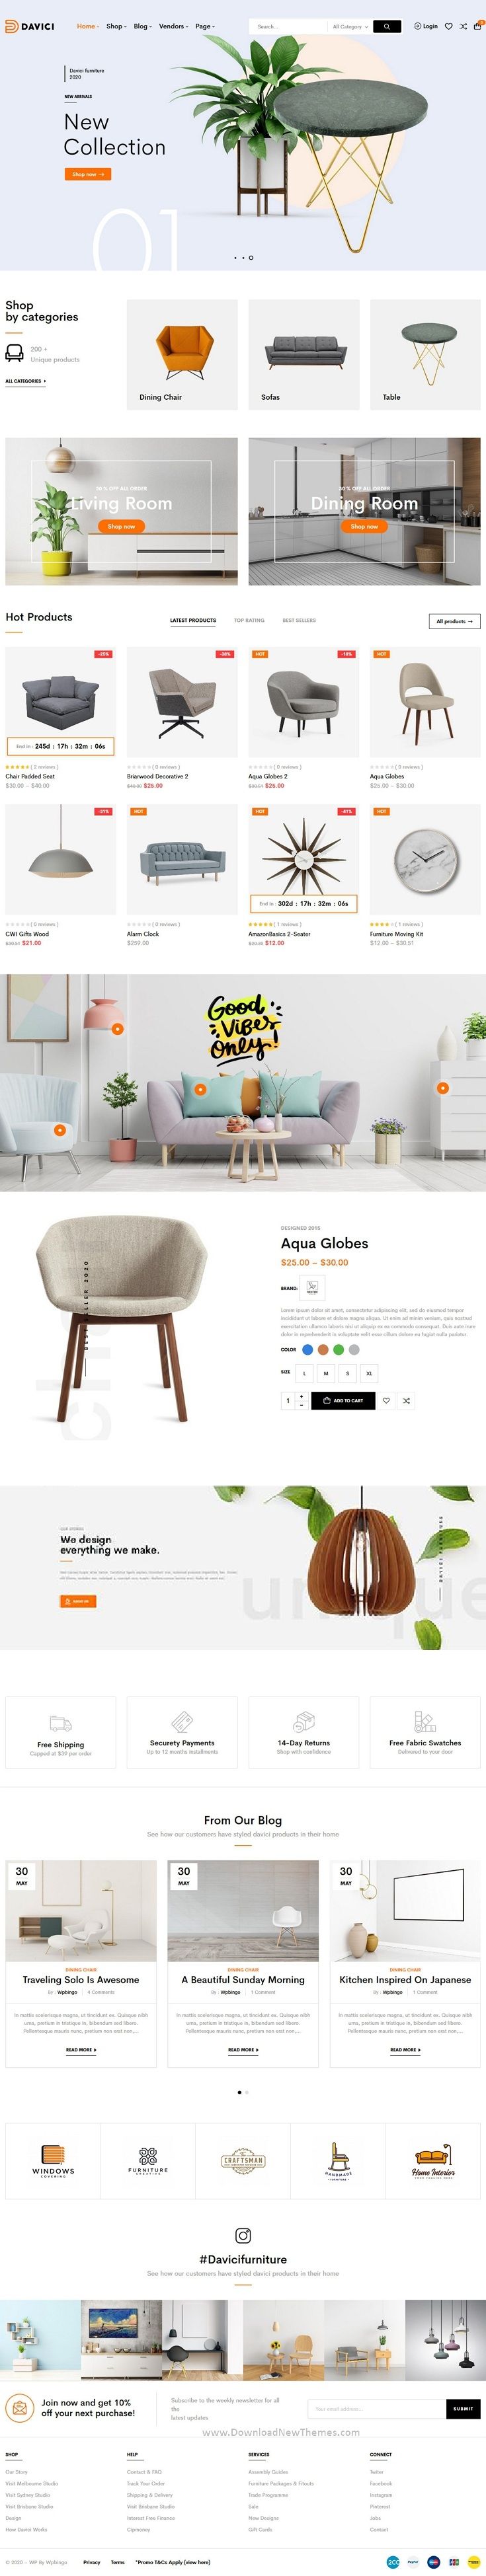 DAVICI
Home Shop Blog Vendors Page
Search... All Category
Login
Davici furniture
2020
NEW ARRIVALS
New
Collection
Shop now →
01
Shop
by categories
200 +
Unique products
ALL CATEGORIES
Dining Chair
Sofas
Table
20 % OFF ALL ORDER
Living Room
Shop now
20 % OFF ALL ORDER
Dining Room
Shop now
Hot Products
LATEST PRODUCTS TOP RATING BEST SELLERS
All products →
End in : 245d : 17h : 32m : 06s
( 2 reviews )
Chair Padded Seat
$30.00 – $40.00
( 0 reviews )
Briarwood Decorative 2
$25.00
HOT
( 0 reviews )
Aqua Globes 2
$26.00
HOT
( 0 reviews )
Aqua Globes
$25.00 – $30.00
( 0 reviews )
CWI Gifts Wood
$21.00
HOT
( 0 reviews )
Alarm Clock
$259.00
HOT
End in : 302d : 17h : 32m : 06s
( 1 reviews )
AmazonBasics 2-Seater
$12.00
HOT
( 1 reviews )
Furniture Moving Kit
$12.00 – $30.51
Good
Vibes
only!
BEST SELLER 2020
DESIGNED 2010
Aqua Globes
$25.00 – $30.00
BRAND:
Lorem ipsum dolor sit amet, consectetur adipisicing elit, sed do eiusmod tempor
incididunt ut labore et dolore magna aliqua. Ut enim ad minim veniam, quis nostrud
exercitation ullamco laboris nisi ut aliquip ex ea commodo consequat. Duis aute irure
dolor in reprehenderit in voluptate velit esse cillum dolore eu fugiat nulla pariatur.
COLOR
SIZE L M S XL
1 + - ADD TO CART
We design
everything we make.
unique
Free Shipping
Capped at $39 per order
Securety Payments
Up to 12 months installments
14-Day Returns
Shop with confidence
Free Fabric Swatches
Delivered to your door
From Our Blog
See how our customers have styled davici products in their home
30
MAY
DINING CHAIR
Traveling Solo Is Awesome
By : Wpbingo 4 Comments
In mattis scelerisque magna, ut tincidunt ex. Quisque nibh
urna, pretium in tristique in, bibendum sed libero.
Pellentesque mauris nunc, pretium non erat non,...
READ MORE
30
MAY
DINING CHAIR
A Beautiful Sunday Morning
By : Wpbingo 1 Comment
In mattis scelerisque magna, ut tincidunt ex. Quisque nibh
urna, pretium in tristique in, bibendum sed libero.
Pellentesque mauris nunc, pretium non erat non,...
READ MORE
30
MAY
DINING CHAIR
Kitchen Inspired On Japanese
By : Wpbingo 1 Comment
In mattis scelerisque magna, ut tincidunt ex. Quisque nibh
urna, pretium in tristique in, bibendum sed libero.
Pellentesque mauris nunc, pretium non erat non,...
READ MORE
WINDOWS
COVERING
FURNITURE
CREATIVE
CRAFTSMAN
HANDMADE
FURNITURE
Home Interior
#Davicifurniture
See how our customers have styled davici products in their home
Join now and get 10%
off your next purchase!
Subscribe to the weekly newsletter for all
the
latest updates
Your email address...
SUBMIT
www.DownloadNewThemes.com
SHOP
Our Story
Visit Melbourne Studio
Visit Sydney Studio
Visit Brisbane Studio
Design
How Davici Works
HELP
Contact & FAQ
Track Your Order
Shipping & Delivery
Visit Brisbane Studio
Interest Free Finance
Gipmoney
SERVICES
Assembly Guides
Furniture Packages & Fitouts
Trade Programme
Sale
New Designs
Gift Cards
CONNECT
Twiter
Facebook
Instagram
Pinterest
Jobs
Contact
© 2020 – WP By Wpbingo Privacy Terms *Promo T&Cs Apply (view here)